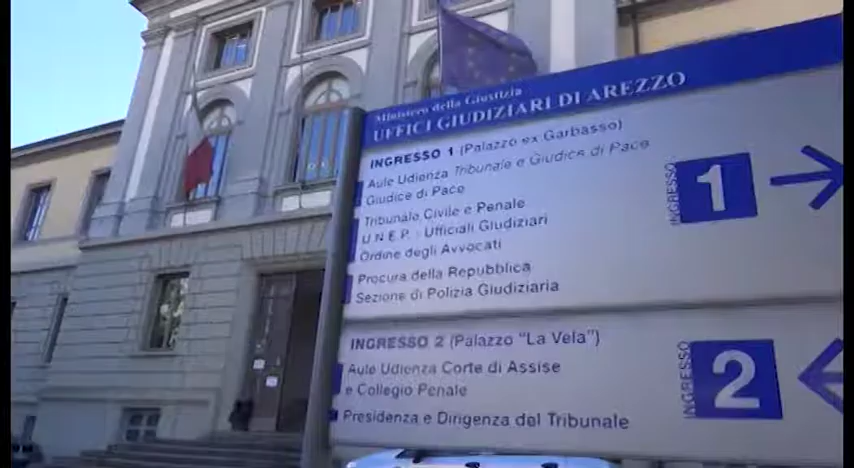 Ministero della Giustizia
UFFICI GIUDIZIARI DI AREZZO
INGRESSO 1 (Palazzo ex Garbasso)
Aule Udienza Tribunale e Giudice di Pace
Giudice di Pace
Tribunale Civile e Penale
U.N.E.P. - Ufficiali Giudiziari
Ordine degli Avvocati
Procura della Repubblica
Sezione di Polizia Giudiziaria
INGRESSO 1
INGRESSO 2 (Palazzo "La Vela")
Aule Udienza Corte di Assise
e Collegio Penale
Presidenza e Dirigenza del Tribunale
INGRESSO 2